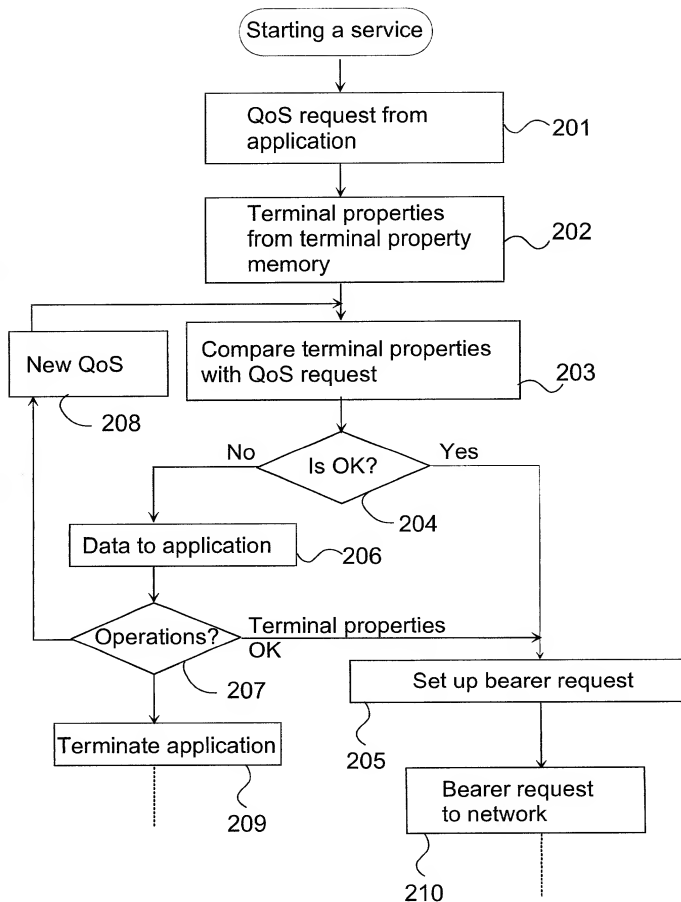 Starting a service
QoS request from
application
201
Terminal properties
from terminal property
memory
202
New QoS
208
Compare terminal properties
with QoS request
203
No
Is OK?
Yes
204
Data to application
206
Operations?
Terminal properties
OK
207
Set up bearer request
205
Terminate application
209
Bearer request
to network
210